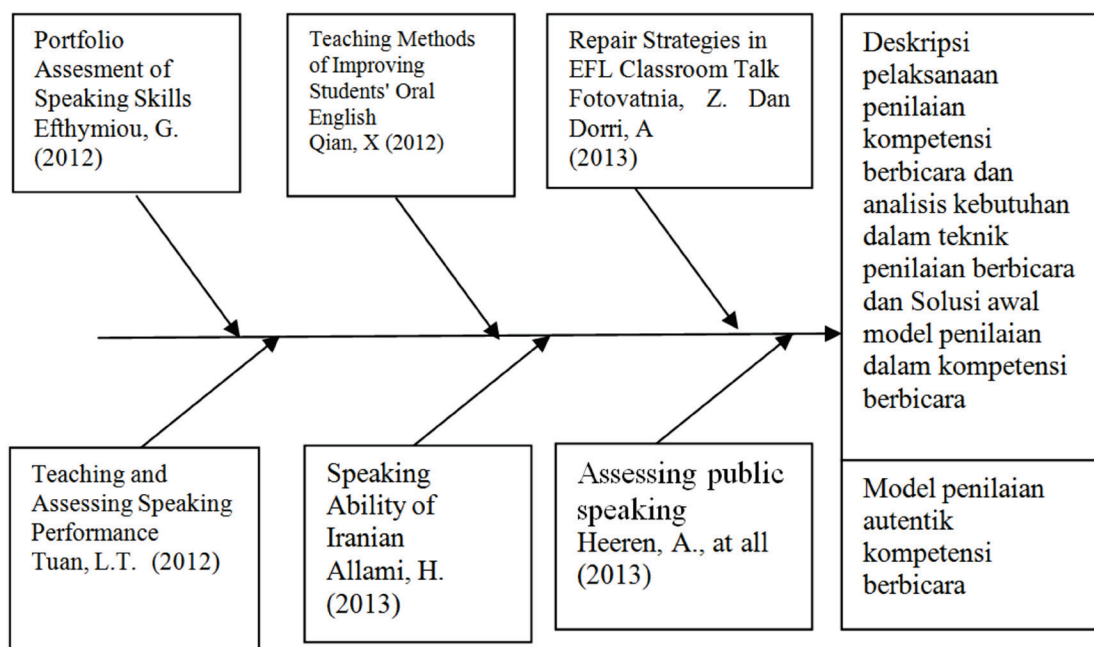 Portfolio
Assesment of
Speaking Skills
Efthymiou, G.
(2012)
Teaching Methods
of Improving
Students' Oral
English
Qian, X (2012)
Repair Strategies in
EFL Classroom Talk
Fotovatnia, Z. Dan
Dorri, A
(2013)
Deskripsi
pelaksanaan
penilaian
kompetensi
berbicara dan
analisis kebutuhan
dalam teknik
penilaian berbicara
dan Solusi awal
model penilaian
dalam kompetensi
berbicara
Teaching and
Assessing Speaking
Performance
Tuan, L.T. (2012)
Speaking
Ability of
Iranian
Allami, H.
(2013)
Assessing public
speaking
Heeren, A., at all
(2013)
Model penilaian
autentik
kompetensi
berbicara